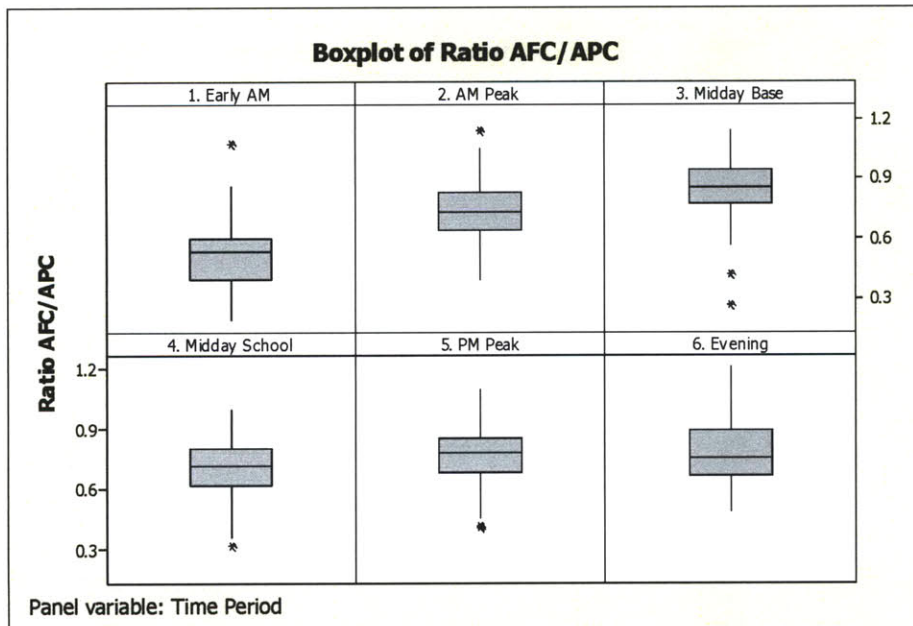 Boxplot of Ratio AFC/APC
1. Early AM
2. AM Peak
3. Midday Base
1.2
0.9
0.6
0.3
4. Midday School
5. PM Peak
6. Evening
1.2
0.9
0.6
0.3
Ratio AFC/APC
Panel variable: Time Period